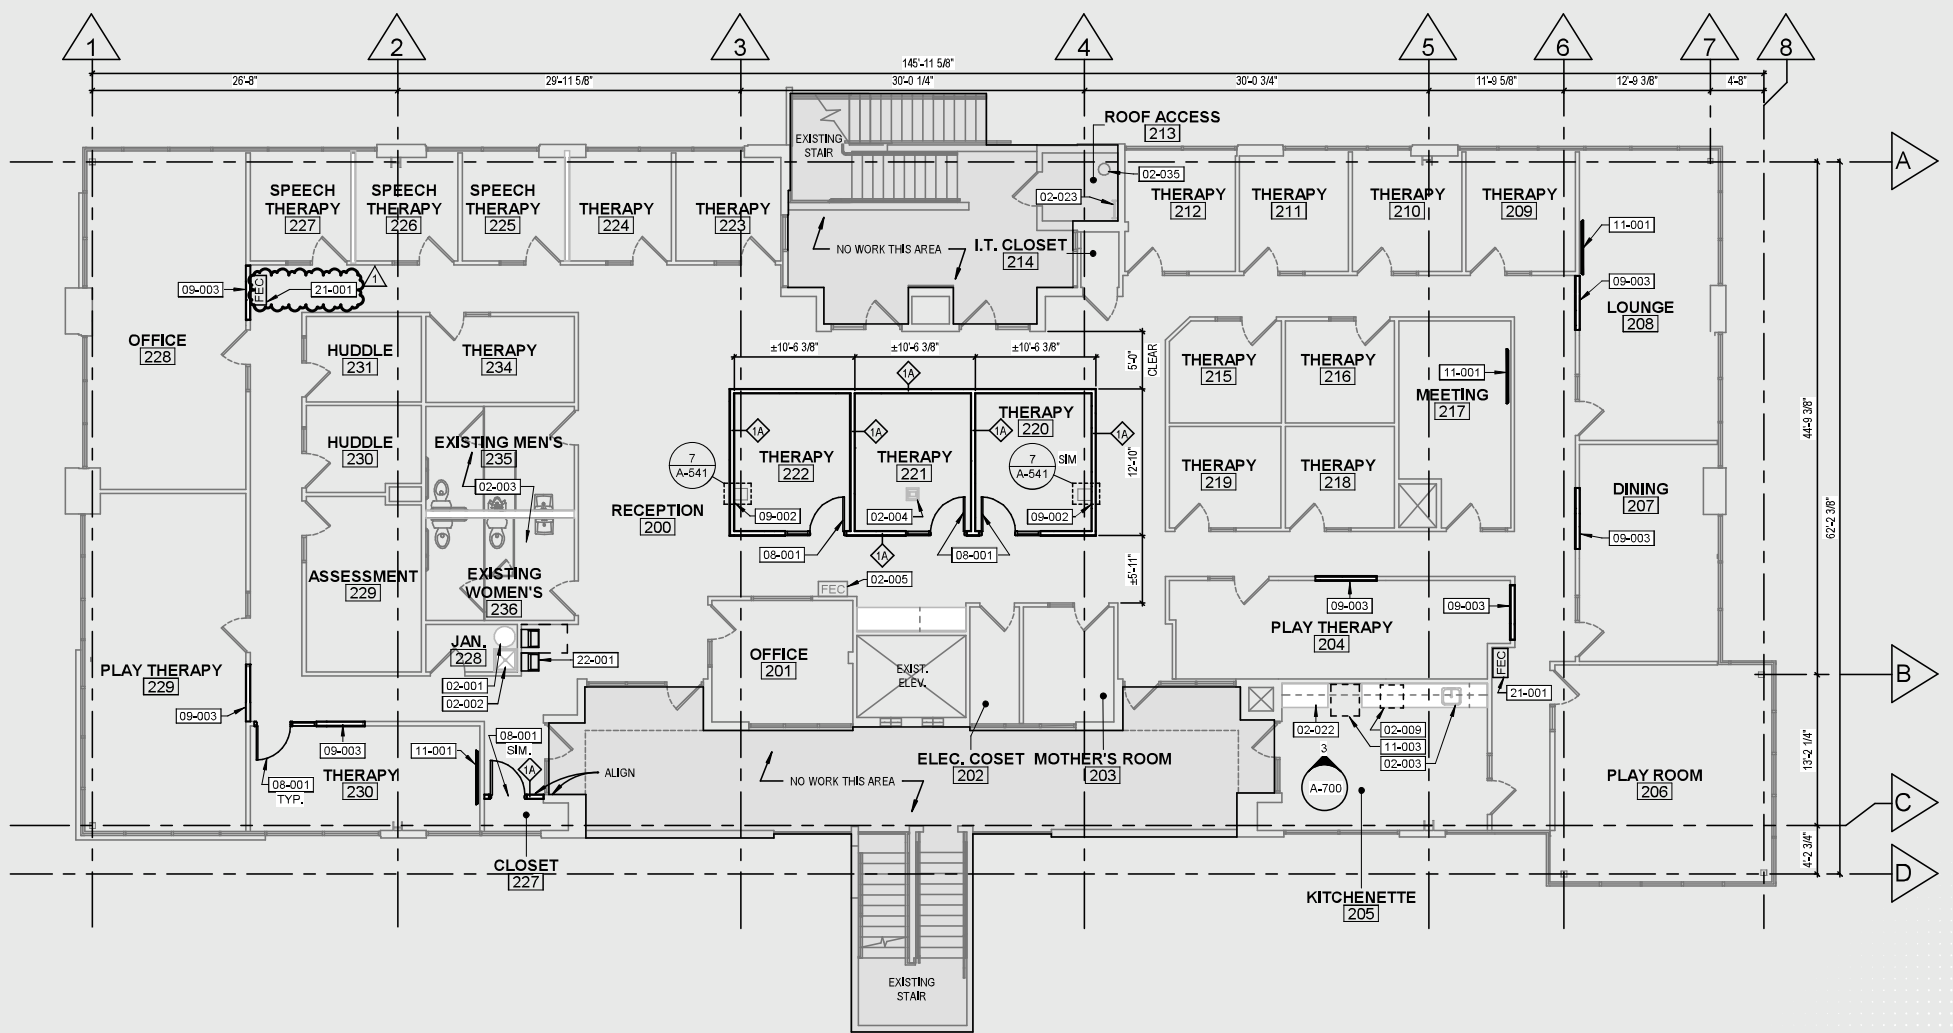 1
2
3
4
5
6
7
8
145'-11 5/8"
26'-8"
29'-11 5/8"
30'-0 1/4"
30'-0 3/4"
11'-9 5/8"
12'-9 3/8"
4'-8"
ROOF ACCESS
213
EXISTING
STAIR
A
02-035
02-023
SPEECH
THERAPY
227
SPEECH
THERAPY
226
SPEECH
THERAPY
225
THERAPY
224
THERAPY
223
THERAPY
212
THERAPY
211
THERAPY
210
THERAPY
209
11-001
NO WORK THIS AREA
I.T. CLOSET
214
09-003
FEC
21-001
1
09-003
LOUNGE
208
OFFICE
228
HUDDLE
231
THERAPY
234
±10'-6 3/8"
±10'-6 3/8"
±10'-6 3/8"
5'-0"
CLEAR
THERAPY
215
THERAPY
216
11-001
MEETING
217
1A
44'-9 3/8"
62'-2 3/8"
THERAPY
220
1A
1A
1A
1A
HUDDLE
230
EXISTING MEN'S
235
02-003
7
A-541
THERAPY
222
THERAPY
221
7
A-541
SIM
12'-10"
THERAPY
219
THERAPY
218
DINING
207
RECEPTION
200
09-002
02-004
09-002
09-003
08-001
1A
08-001
±5'-11"
ASSESSMENT
229
EXISTING
WOMEN'S
236
FEC
02-005
09-003
09-003
PLAY THERAPY
204
JAN.
228
22-001
OFFICE
201
EXIST.
ELEV.
FEC
21-001
B
PLAY THERAPY
229
02-001
02-002
09-003
09-003
11-001
08-001
SIM.
1A
ALIGN
08-001
TYP.
THERAPY
230
NO WORK THIS AREA
ELEC. COSET
202
MOTHER'S ROOM
203
02-022
02-009
11-003
02-003
3
A-700
PLAY ROOM
206
13'-2 1/4"
C
CLOSET
227
4'-2 3/4"
D
KITCHENETTE
205
EXISTING
STAIR